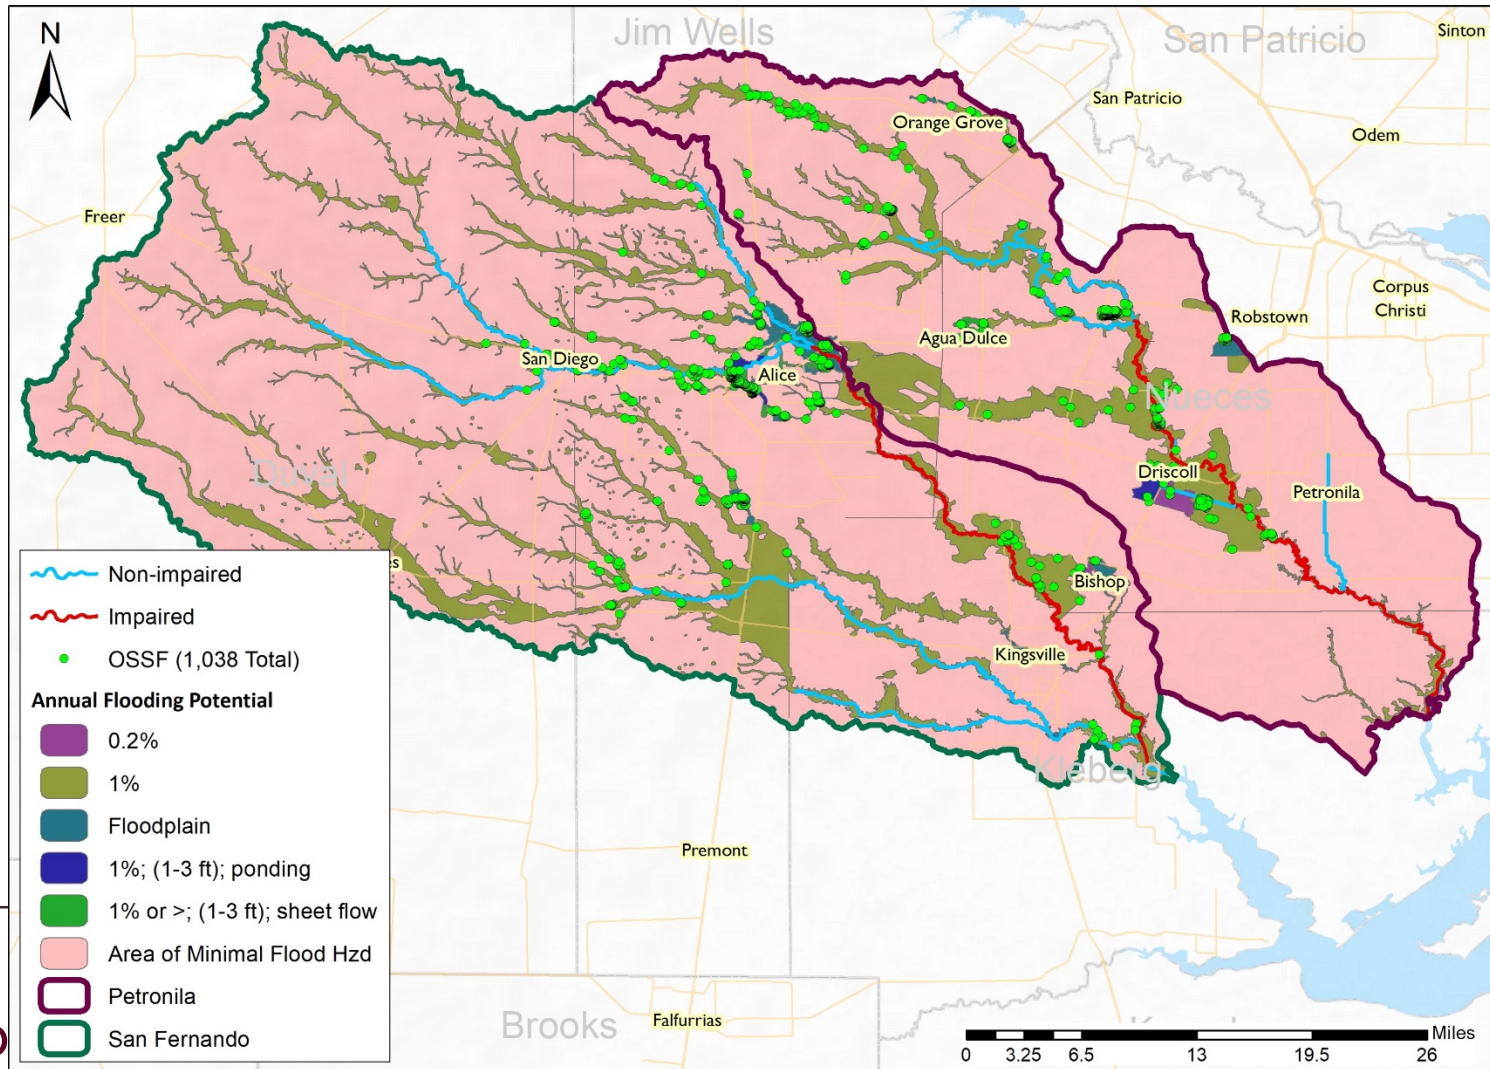 N
Jim Wells
San Patricio
Sinton
San Patricio
Odem
Orange Grove
Freer
Corpus
Christi
Robstown
Agua Dulce
San Diego
Alice
Nueces
Duval
Driscoll
Petronila
Bishop
Kingsville
Kleberg
Premont
Brooks
Falfurrias
Non-impaired
Impaired
OSSF (1,038 Total)
Annual Flooding Potential
0.2%
1%
Floodplain
1%; (1-3 ft); ponding
1% or >; (1-3 ft); sheet flow
Area of Minimal Flood Hzd
Petronila
San Fernando
Miles
0 3.25 6.5 13 19.5 26